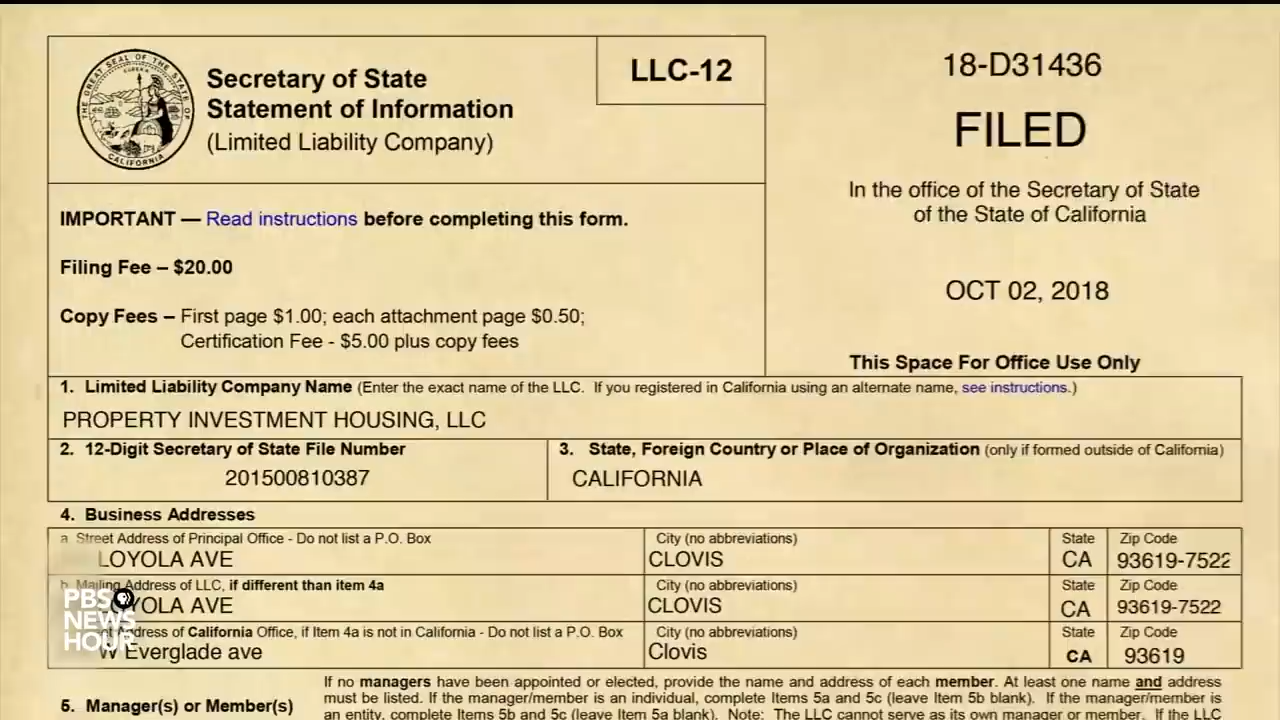 THE GREAT SEAL OF THE STATE OF CALIFORNIA
EUREKA
Secretary of State
Statement of Information
(Limited Liability Company)
LLC-12
18-D31436
FILED
In the office of the Secretary of State
of the State of California
OCT 02, 2018
This Space For Office Use Only
IMPORTANT — Read instructions before completing this form.
Filing Fee – $20.00
Copy Fees – First page $1.00; each attachment page $0.50;
Certification Fee - $5.00 plus copy fees
1. Limited Liability Company Name (Enter the exact name of the LLC. If you registered in California using an alternate name, see instructions.)
PROPERTY INVESTMENT HOUSING, LLC
2. 12-Digit Secretary of State File Number
201500810387
3. State, Foreign Country or Place of Organization (only if formed outside of California)
CALIFORNIA
4. Business Addresses
a. Street Address of Principal Office - Do not list a P.O. Box
LOYOLA AVE
City (no abbreviations)
CLOVIS
State
CA
Zip Code
93619-7522
b. Mailing Address of LLC, if different than item 4a
City (no abbreviations)
CLOVIS
State
CA
Zip Code
93619-7522
Address of California Office, if Item 4a is not in California - Do not list a P.O. Box
W Everglade ave
City (no abbreviations)
Clovis
State
CA
Zip Code
93619
PBS
NEWS
HOUR
5. Manager(s) or Member(s)
If no managers have been appointed or elected, provide the name and address of each member. At least one name and address
must be listed. If the manager/member is an individual, complete Items 5a and 5c (leave Item 5b blank). If the manager/member is
an entity, complete Items 5b and 5c (leave Item 5a blank). Note: The LLC cannot serve as its own manager or member. If the LLC